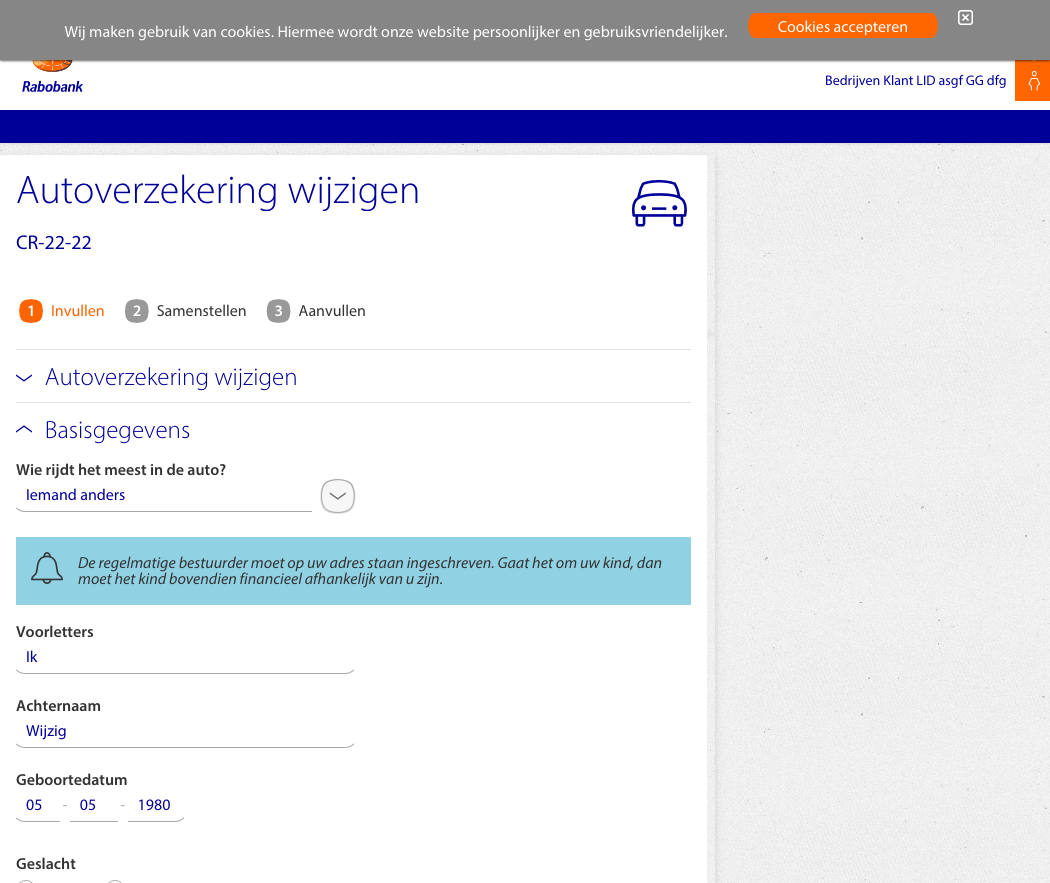 Wij maken gebruik van cookies. Hiermee wordt onze website persoonlijker en gebruiksvriendelijker.
Cookies accepteren
Rabobank
Bedrijven Klant LID asgf GG dfg
Autoverzekering wijzigen
CR-22-22
1 Invullen 2 Samenstellen 3 Aanvullen
Autoverzekering wijzigen
Basisgegevens
Wie rijdt het meest in de auto?
Iemand anders
De regelmatige bestuurder moet op uw adres staan ingeschreven. Gaat het om uw kind, dan
moet het kind bovendien financieel afhankelijk van u zijn.
Voorletters
Ik
Achternaam
Wijzig
Geboortedatum
05 - 05 - 1980
Geslacht